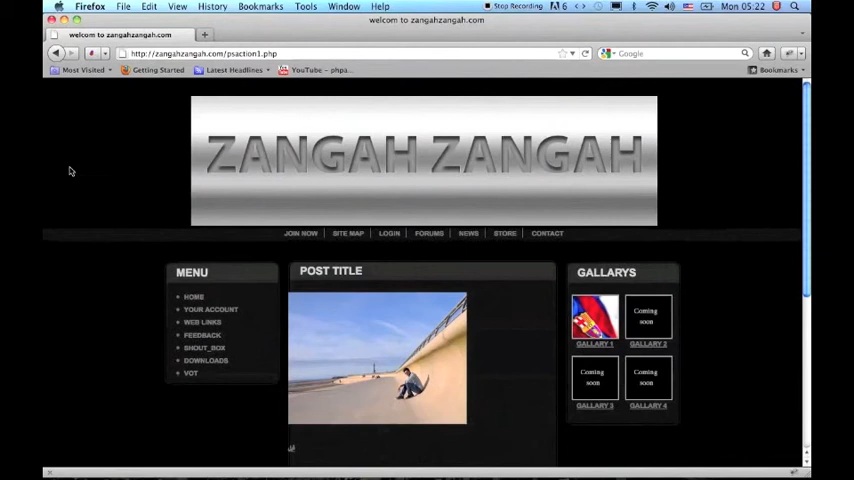 Firefox File Edit View History Bookmarks Tools Window Help Stop Recording 6 Mon 05:22
welcom to zangahzangah.com
welcom to zangahzangah.com
http://zangahzangah.com/psaction1.php Google
Most Visited Getting Started Latest Headlines YouTube - phpa... Bookmarks
ZANGAH ZANGAH
JOIN NOW SITE MAP LOGIN FORUMS NEWS STORE CONTACT
MENU
HOME
YOUR ACCOUNT
WEB LINKS
FEEDBACK
SHOUT_BOX
DOWNLOADS
VOT
POST TITLE
GALLARYS
Coming
soon
GALLARY 1 GALLARY 2
Coming
soon
Coming
soon
GALLARY 3 GALLARY 4